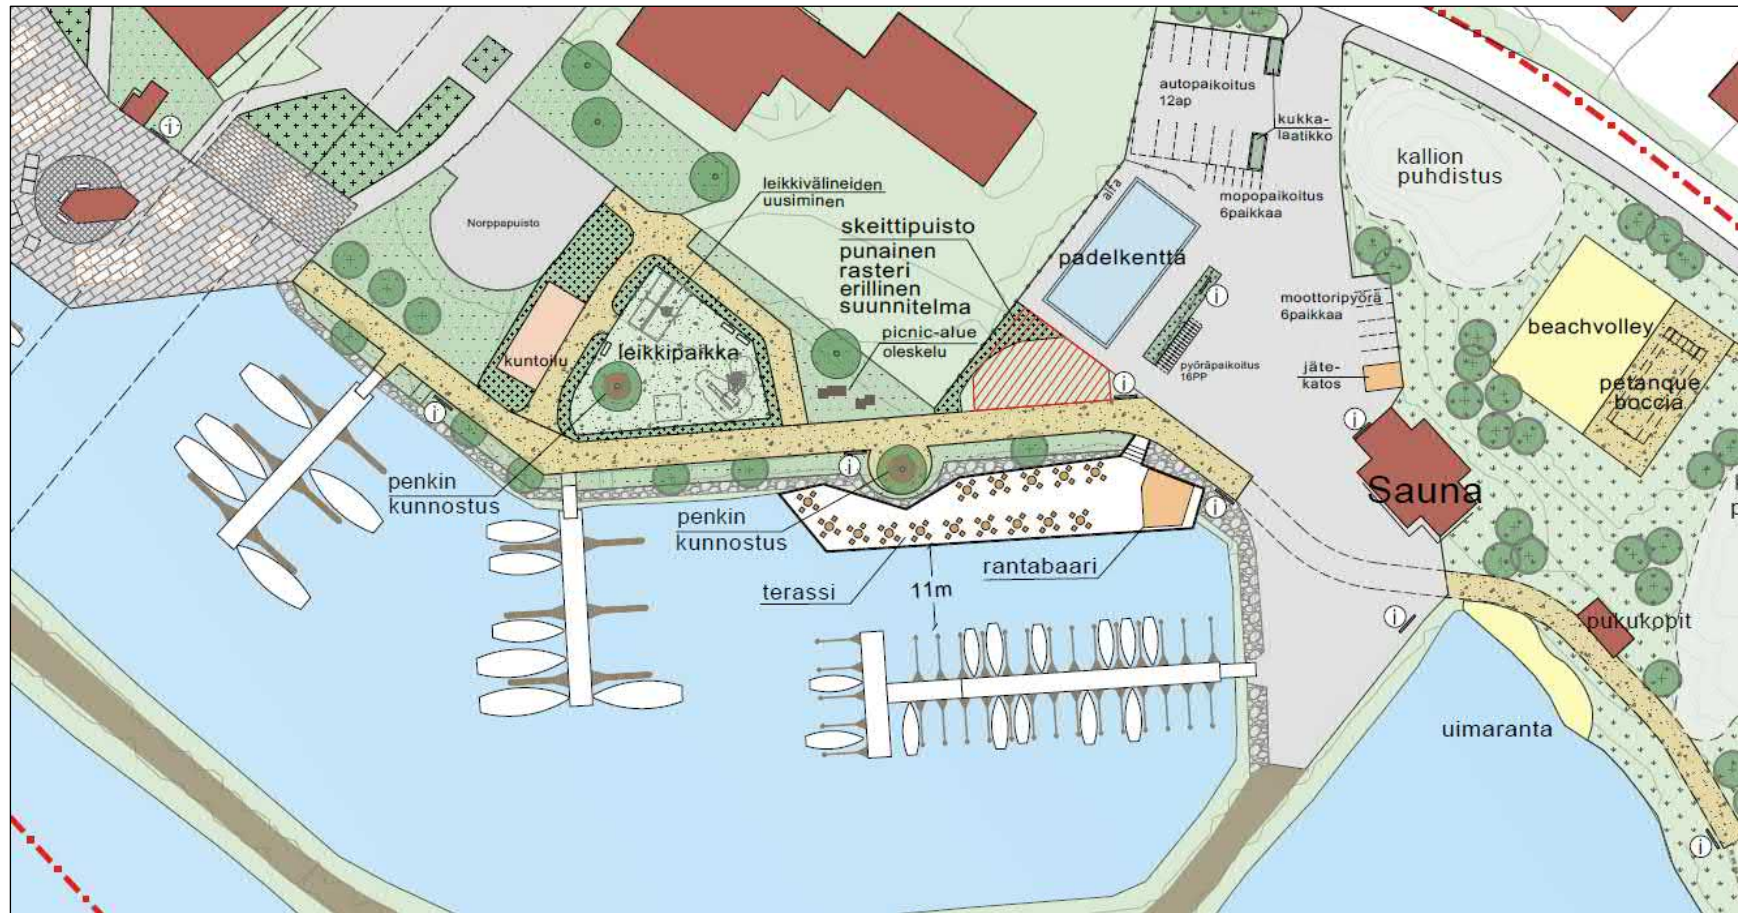 autopaikoitus
12ap
kukka-
laatikko
kallion
puhdistus
leikkivälineiden
uusiminen
aita
mopopaikoitus
6paikkaa
Norppapuisto
skeittipuisto
punainen
rasteri
erillinen
suunnitelma
padelkenttä
i
i
moottoripyörä
6paikkaa
beachvolley
picnic-alue
oleskelu
leikkipaikka
kuntoilu
pyöräpaikoitus
16PP
jäte-
katos
petanque
boccia
i
i
i
i
i
Sauna
penkin
kunnostus
penkin
kunnostus
rantabaari
terassi
11m
i
pukukopit
uimaranta
i